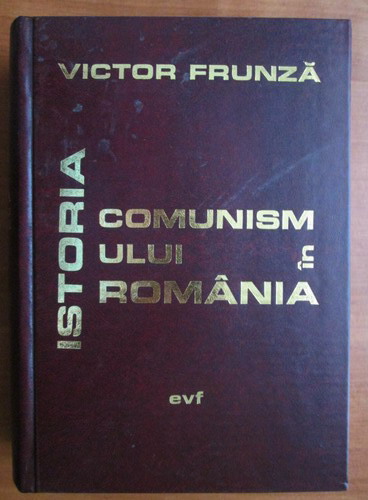 VICTOR FRUNZĂ
ISTORIA
COMUNISM
ULUI
în
ROMÂNIA
evf